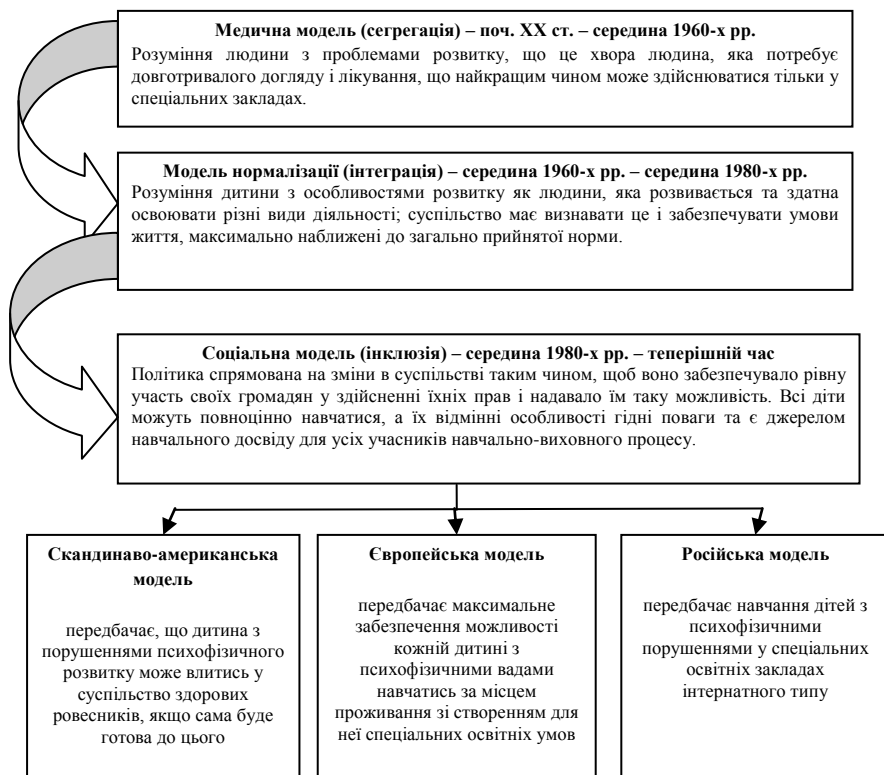 Медична модель (сегрегація) – поч. ХХ ст. – середина 1960-х рр.
Розуміння людини з проблемами розвитку, що це хвора людина, яка потребує
довготривалого догляду і лікування, що найкращим чином може здійснюватися тільки у
спеціальних закладах.
Модель нормалізації (інтеграція) – середина 1960-х рр. – середина 1980-х рр.
Розуміння дитини з особливостями розвитку як людини, яка розвивається та здатна
освоювати різні види діяльності; суспільство має визнавати це і забезпечувати умови
життя, максимально наближені до загально прийнятої норми.
Соціальна модель (інклюзія) – середина 1980-х рр. – теперішній час
Політика спрямована на зміни в суспільстві таким чином, щоб воно забезпечувало рівну
участь своїх громадян у здійсненні їхніх прав і надавало їм таку можливість. Всі діти
можуть повноцінно навчатися, а їх відмінні особливості гідні поваги та є джерелом
навчального досвіду для усіх учасників навчально-виховного процесу.
Скандинаво-американська
модель
передбачає, що дитина з
порушеннями психофізичного
розвитку може влитись у
суспільство здорових
ровесників, якщо сама буде
готова до цього
Європейська модель
передбачає максимальне
забезпечення можливості
кожній дитині з
психофізичними вадами
навчатись за місцем
проживання зі створенням для
неї спеціальних освітніх умов
Російська модель
передбачає навчання дітей з
психофізичними
порушеннями у спеціальних
освітніх закладах
інтернатного типу